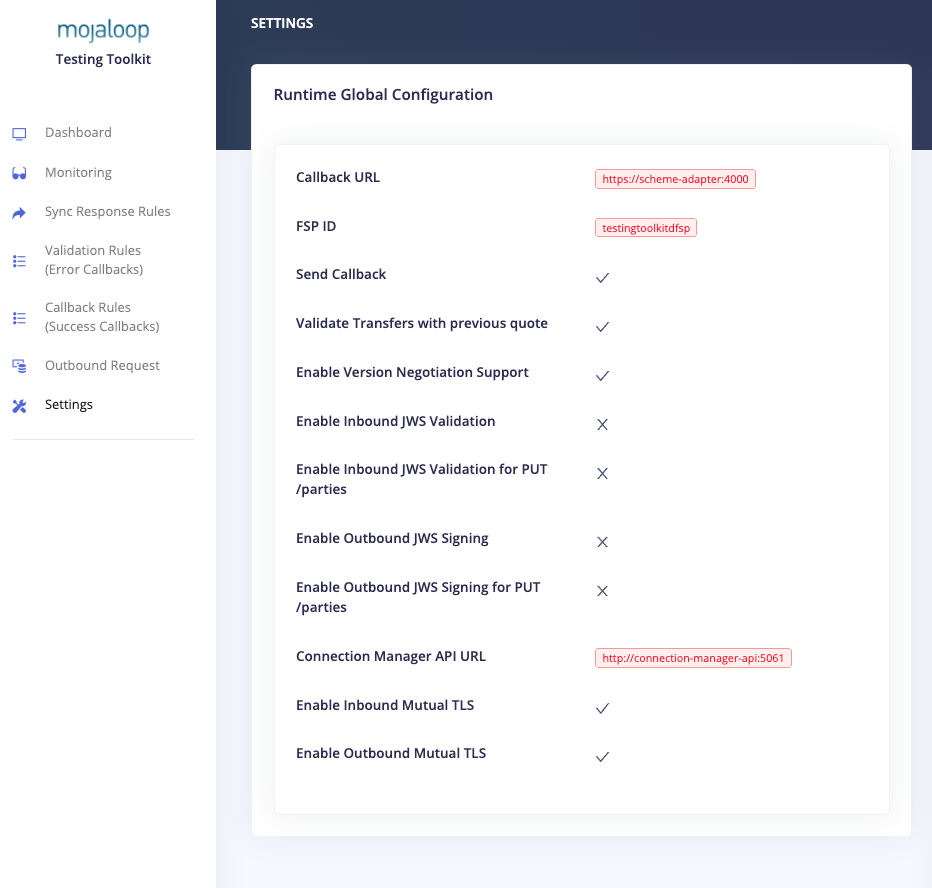 mojaloop
Testing Toolkit
Dashboard
Monitoring
Sync Response Rules
Validation Rules
(Error Callbacks)
Callback Rules
(Success Callbacks)
Outbound Request
Settings
SETTINGS
Runtime Global Configuration
Callback URL https://scheme-adapter:4000
FSP ID testingtoolkitdfsp
Send Callback
Validate Transfers with previous quote
Enable Version Negotiation Support
Enable Inbound JWS Validation
Enable Inbound JWS Validation for PUT
/parties
Enable Outbound JWS Signing
Enable Outbound JWS Signing for PUT
/parties
Connection Manager API URL http://connection-manager-api:5061
Enable Inbound Mutual TLS
Enable Outbound Mutual TLS